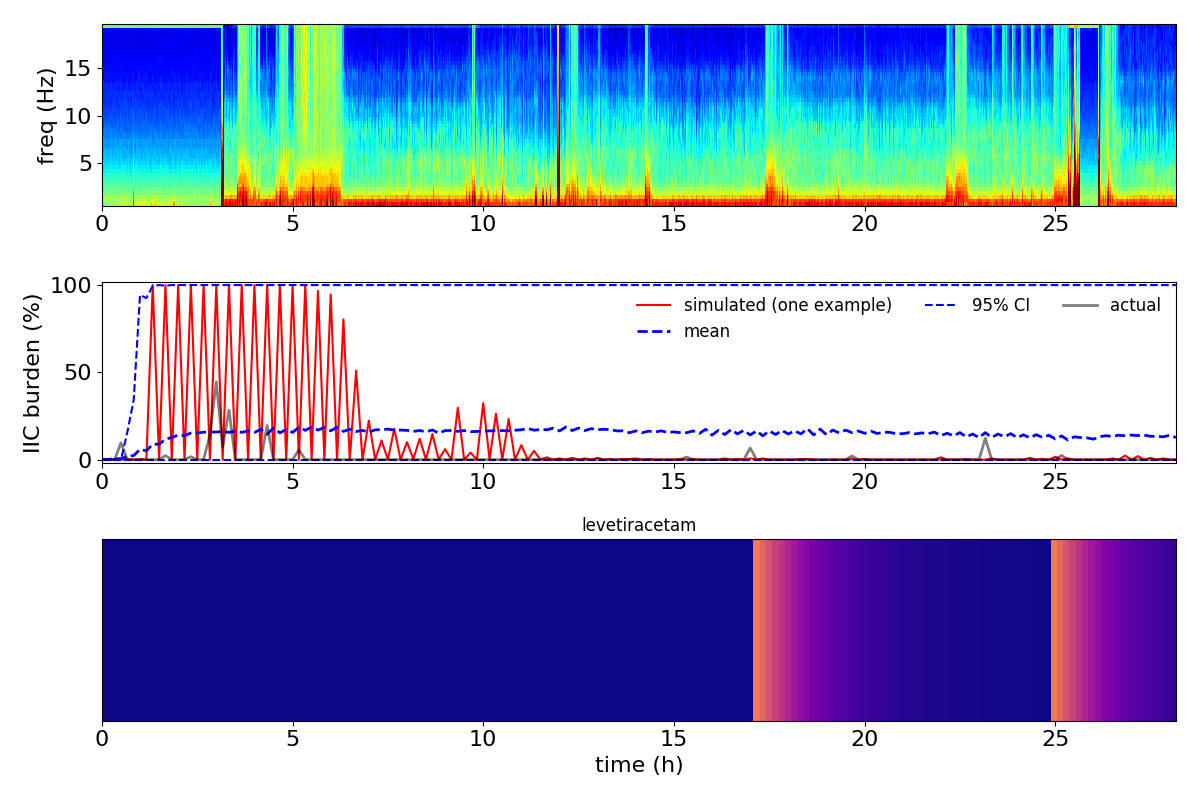 freq (Hz)
15
10
5
0 5 10 15 20 25
IIC burden (%)
100
50
0
simulated (one example) 95% CI actual
mean
0 5 10 15 20 25
levetiracetam
0 5 10 15 20 25
time (h)